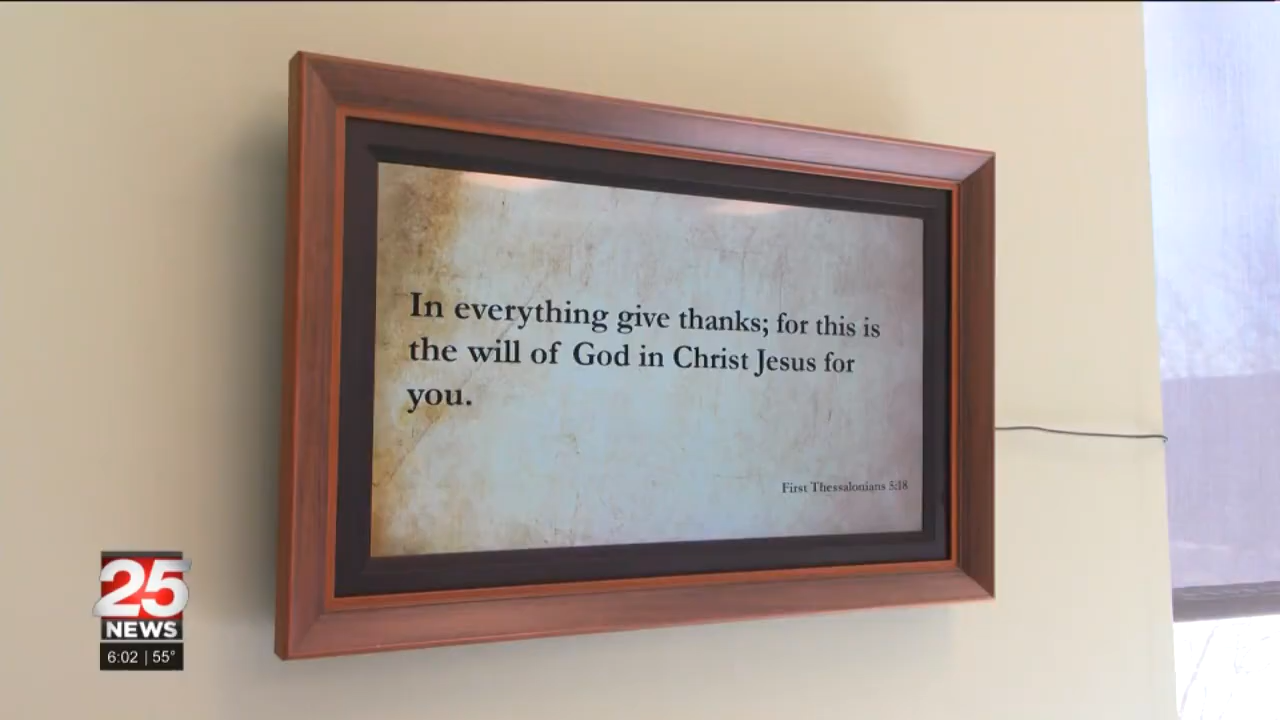 In everything give thanks; for this is
the will of God in Christ Jesus for
you.
First Thessalonians 5:18
25
NEWS
6:02 | 55°